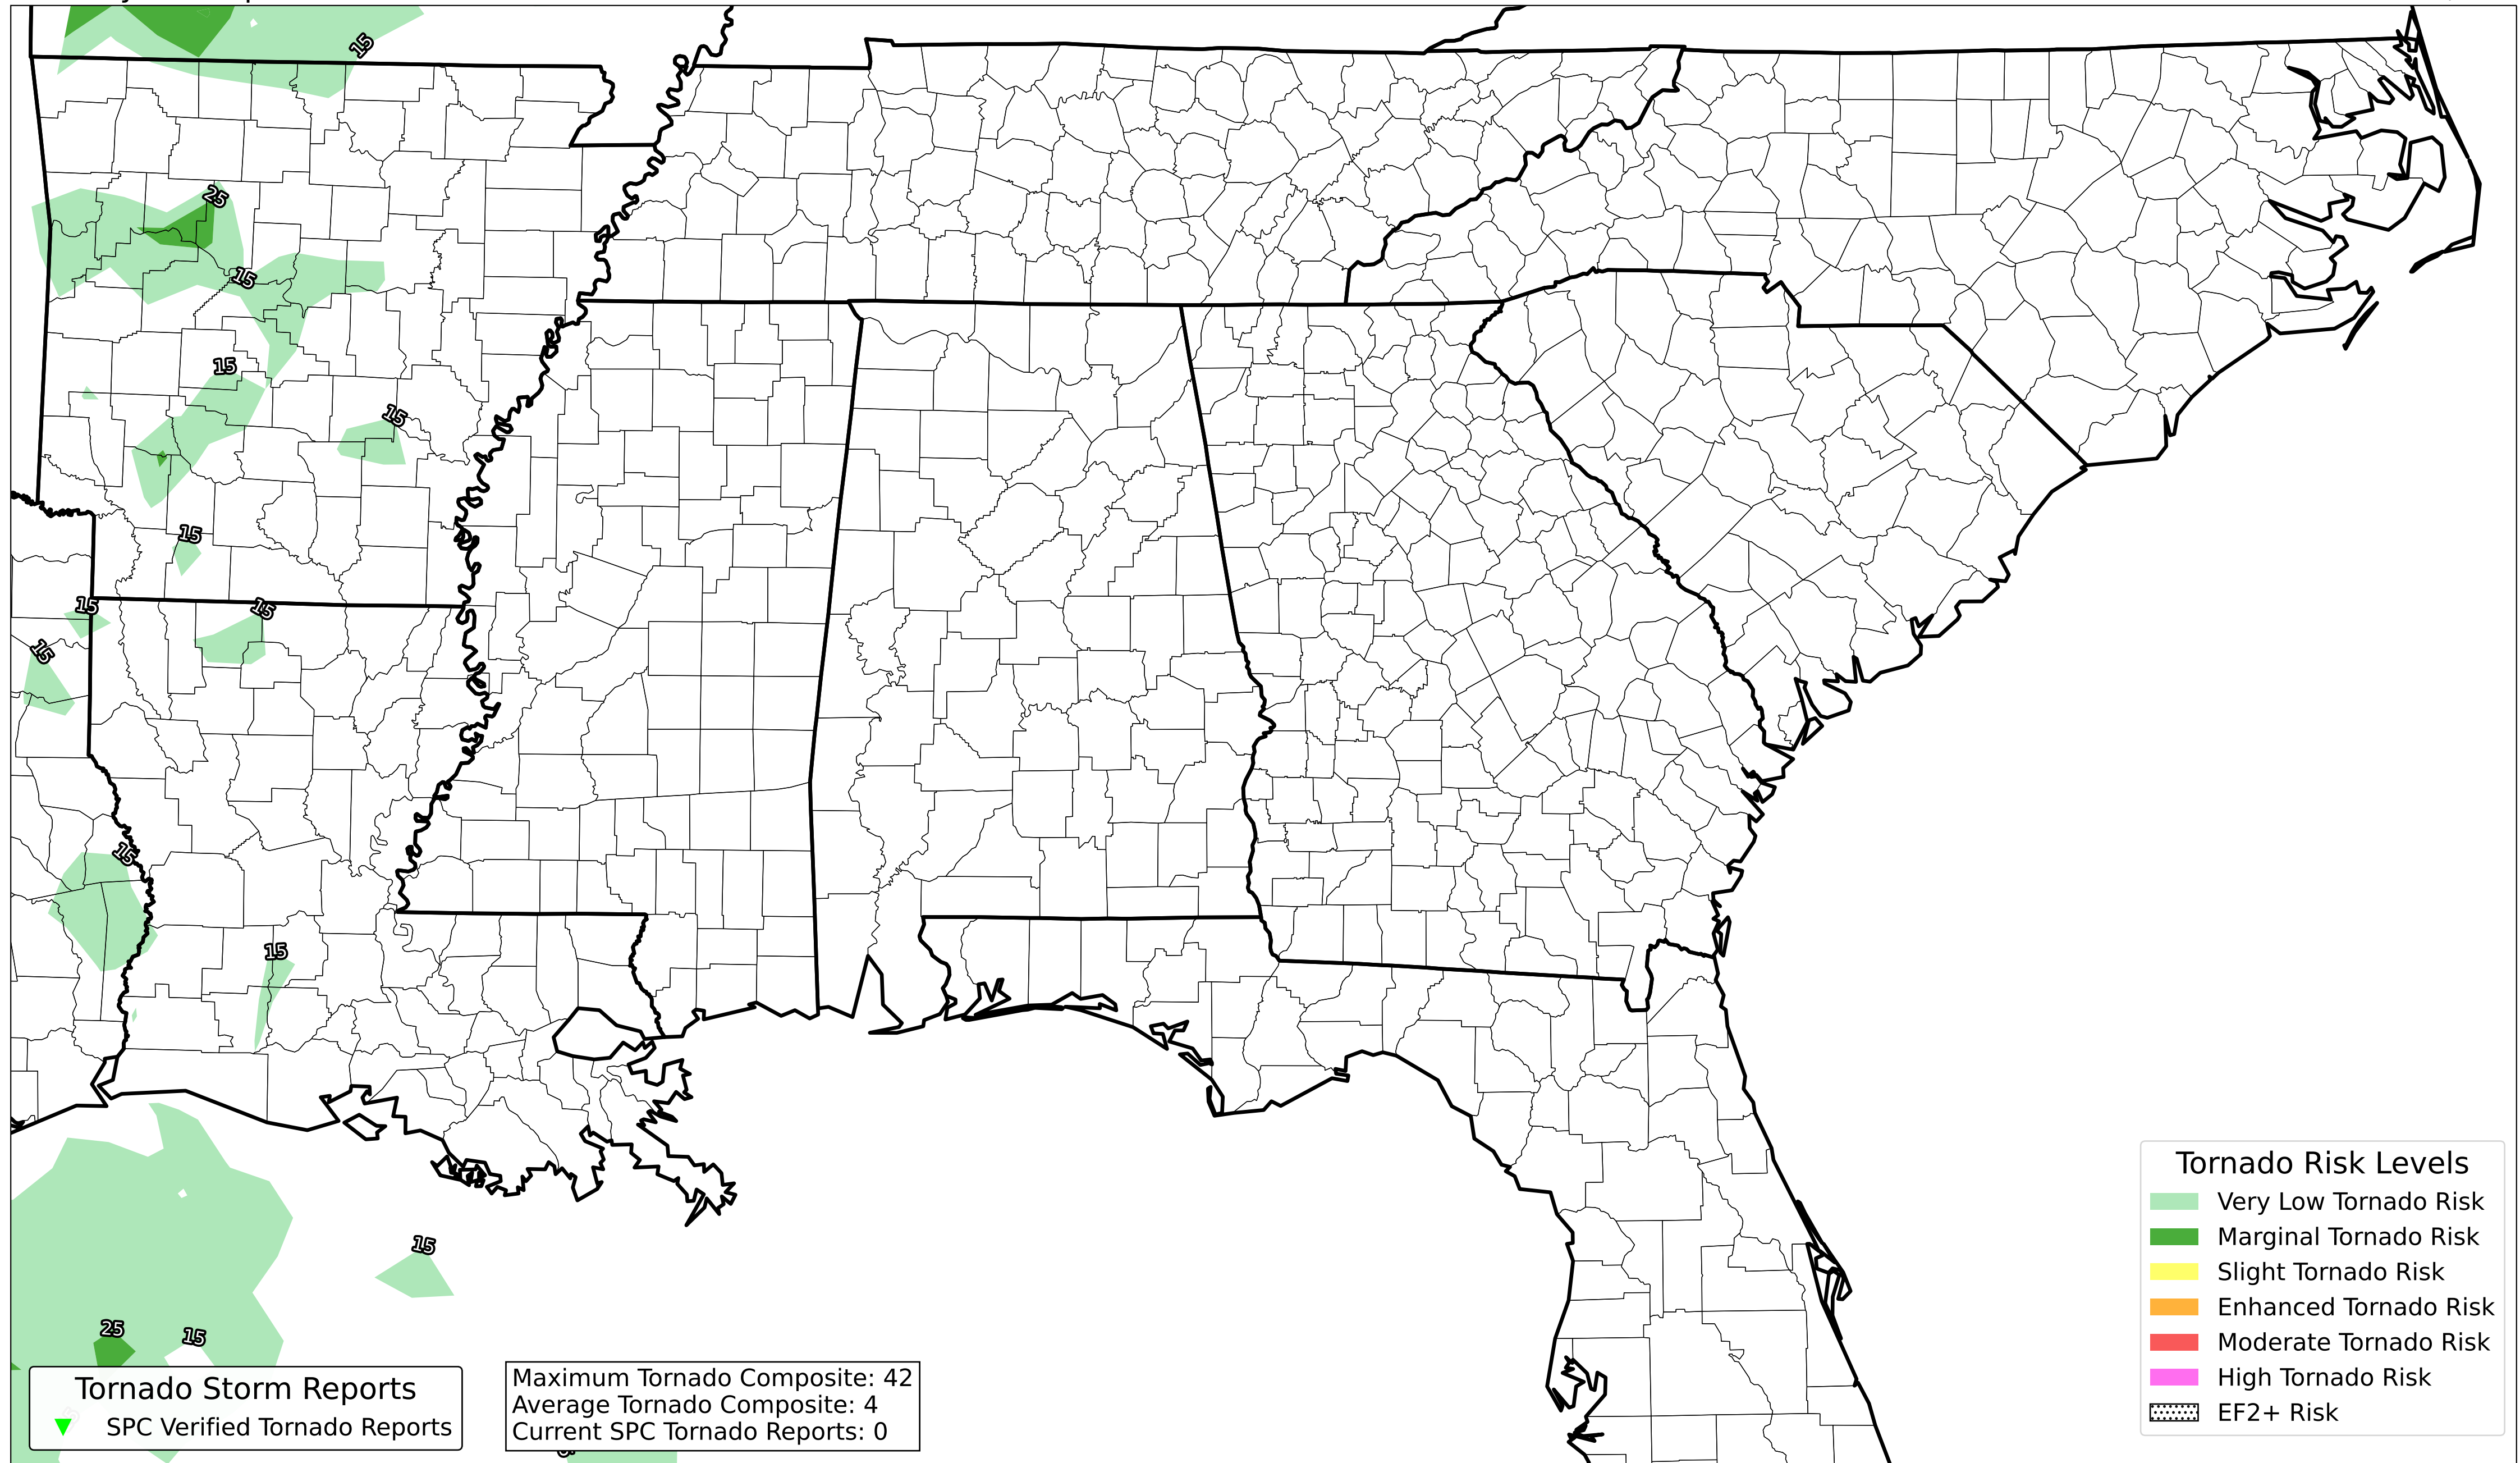 15
25
15
15
15
15
15
15
15
15
15
15
25
15
Tornado Storm Reports
SPC Verified Tornado Reports
Maximum Tornado Composite: 42
Average Tornado Composite: 4
Current SPC Tornado Reports: 0
Tornado Risk Levels
Very Low Tornado Risk
Marginal Tornado Risk
Slight Tornado Risk
Enhanced Tornado Risk
Moderate Tornado Risk
High Tornado Risk
EF2+ Risk